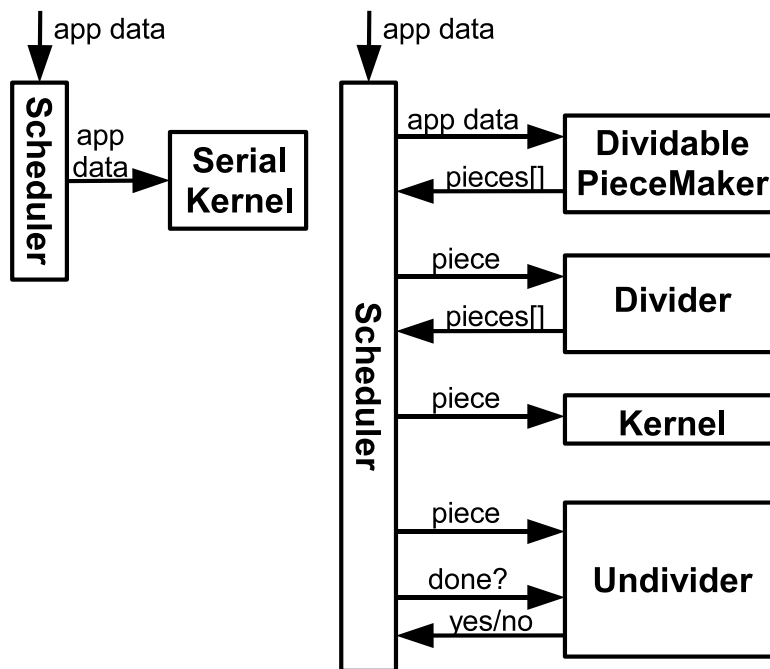 app data
Scheduler
app
data
Serial
Kernel
app data
Scheduler
app data
pieces[]
Dividable
PieceMaker
piece
pieces[]
Divider
piece
Kernel
piece
done?
yes/no
Undivider